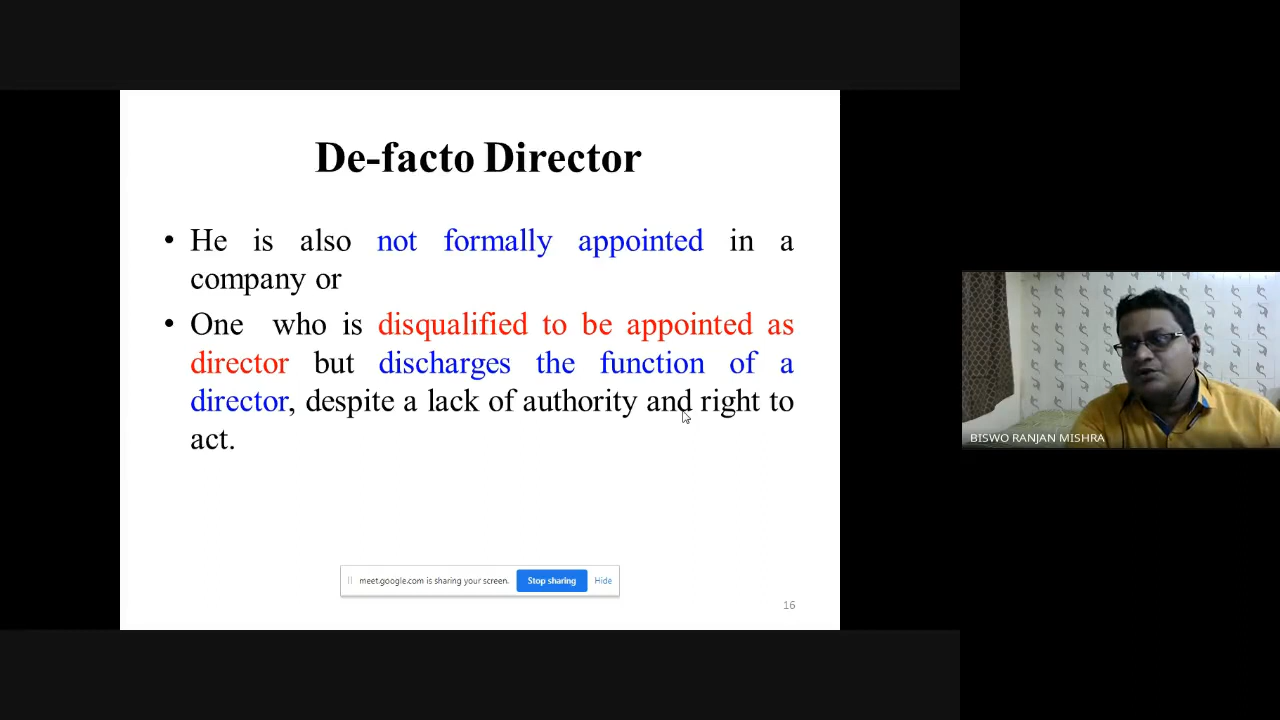 De-facto Director
• He is also not formally appointed in a
company or
• One who is disqualified to be appointed as
director but discharges the function of a
director, despite a lack of authority and right to
act.
meet.google.com is sharing your screen. Stop sharing Hide
16
BISWO RANJAN MISHRA